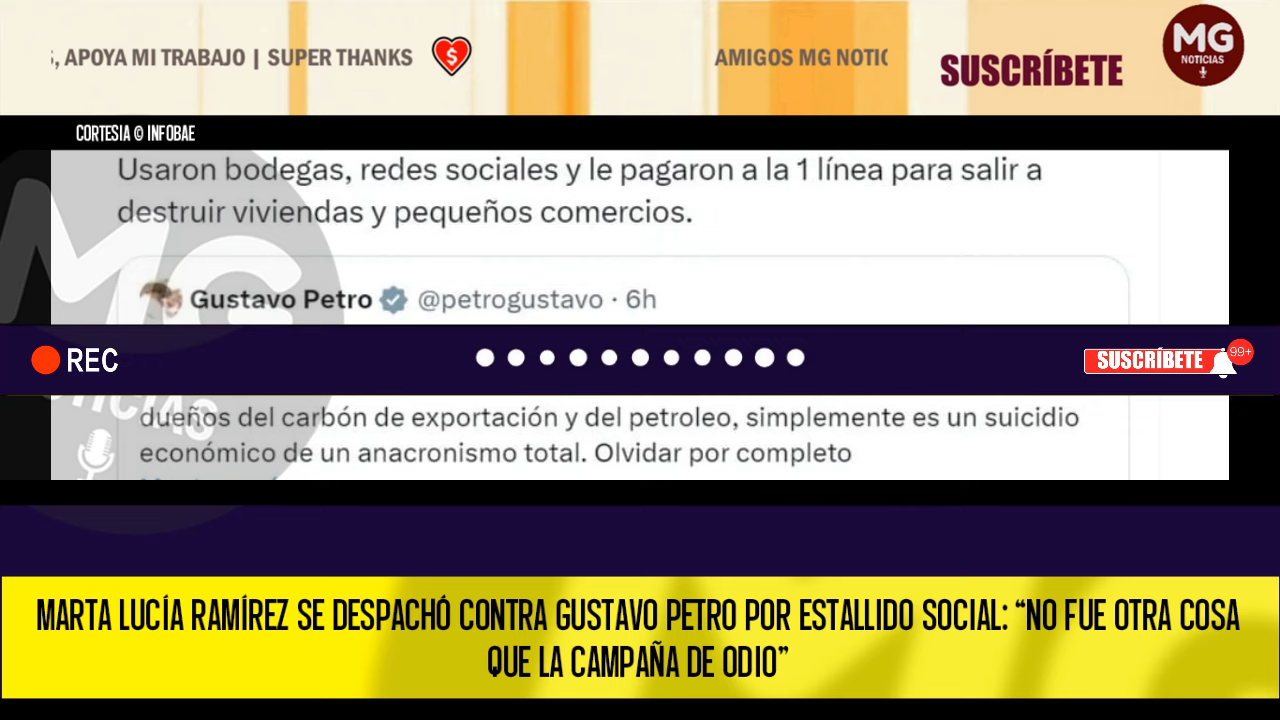 , APOYA MI TRABAJO | SUPER THANKS
$
AMIGOS MG NOTIC
SUSCRÍBETE
MG
NOTICIAS
CORTESIA © INFOBAE
Usaron bodegas, redes sociales y le pagaron a la 1 línea para salir a
destruir viviendas y pequeños comercios.
Gustavo Petro @petrogustavo · 6h
REC
SUSCRÍBETE
99+
dueños del carbón de exportación y del petroleo, simplemente es un suicidio
económico de un anacronismo total. Olvidar por completo
MARTA LUCÍA RAMÍREZ SE DESPACHÓ CONTRA GUSTAVO PETRO POR ESTALLIDO SOCIAL: “NO FUE OTRA COSA
QUE LA CAMPAÑA DE ODIO”